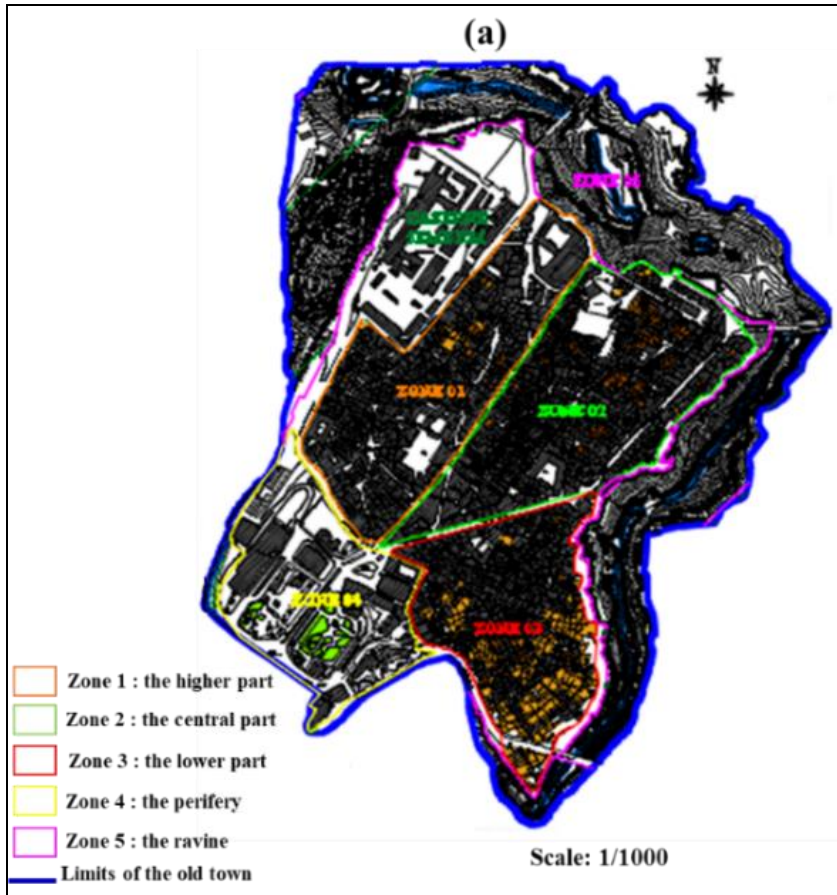 (a)
N
ZONE 05
ZONE 01
ZONE 02
ZONE 04
ZONE 03
Zone 1 : the higher part
Zone 2 : the central part
Zone 3 : the lower part
Zone 4 : the perifery
Zone 5 : the ravine
Limits of the old town
Scale: 1/1000